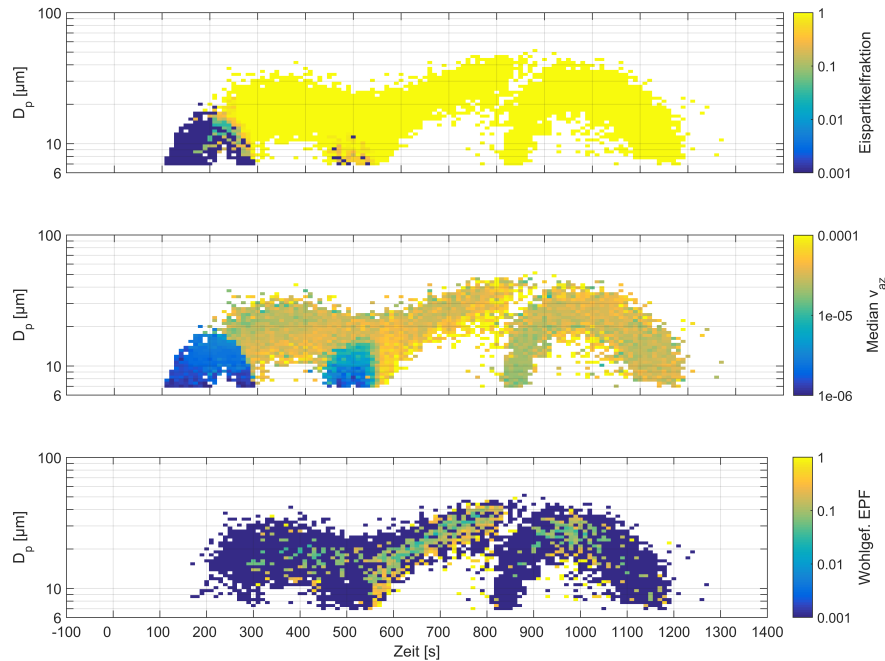 100
10
6
D_p [µm]
1
0.1
0.01
0.001
Eispartikelfraktion
100
10
6
D_p [µm]
0.0001
1e-05
1e-06
Median v_az
100
10
6
D_p [µm]
1
0.1
0.01
0.001
Wohlgef. EPF
-100 0 100 200 300 400 500 600 700 800 900 1000 1100 1200 1300 1400
Zeit [s]